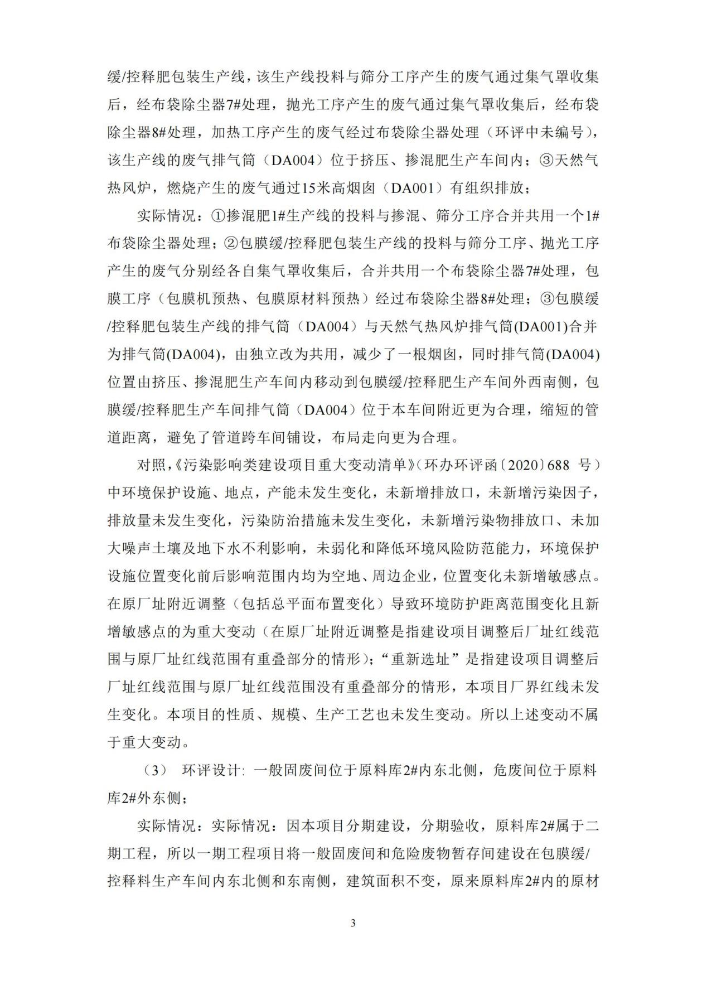 缓/控释肥包装生产线，该生产线投料与筛分工序产生的废气通过集气罩收集
后，经布袋除尘器7#处理，抛光工序产生的废气通过集气罩收集后，经布袋
除尘器8#处理，加热工序产生的废气经过布袋除尘器处理（环评中未编号），
该生产线的废气排气筒（DA004）位于挤压、掺混肥生产车间内；③天然气
热风炉，燃烧产生的废气通过15米高烟囱（DA001）有组织排放；
实际情况：①掺混肥1#生产线的投料与掺混、筛分工序合并共用一个1#
布袋除尘器处理；②包膜缓/控释肥包装生产线的投料与筛分工序、抛光工序
产生的废气分别经各自集气罩收集后，合并共用一个布袋除尘器7#处理，包
膜工序（包膜机预热、包膜原材料预热）经过布袋除尘器8#处理；③包膜缓
/控释肥包装生产线的排气筒（DA004）与天然气热风炉排气筒(DA001)合并
为排气筒(DA004)，由独立改为共用，减少了一根烟囱，同时排气筒(DA004)
位置由挤压、掺混肥生产车间内移动到包膜缓/控释肥生产车间外西南侧，包
膜缓/控释肥生产车间排气筒（DA004）位于本车间附近更为合理，缩短的管
道距离，避免了管道跨车间铺设，布局走向更为合理。
对照，《污染影响类建设项目重大变动清单》（环办环评函〔2020〕688 号）
中环境保护设施、地点，产能未发生变化，未新增排放口，未新增污染因子，
排放量未发生变化，污染防治措施未发生变化，未新增污染物排放口、未加
大噪声土壤及地下水不利影响，未弱化和降低环境风险防范能力，环境保护
设施位置变化前后影响范围内均为空地、周边企业，位置变化未新增敏感点。
在原厂址附近调整（包括总平面布置变化）导致环境防护距离范围变化且新
增敏感点的为重大变动（在原厂址附近调整是指建设项目调整后厂址红线范
围与原厂址红线范围有重叠部分的情形）；“重新选址”是指建设项目调整后
厂址红线范围与原厂址红线范围没有重叠部分的情形，本项目厂界红线未发
生变化。本项目的性质、规模、生产工艺也未发生变动。所以上述变动不属
于重大变动。
（3） 环评设计: 一般固废间位于原料库2#内东北侧，危废间位于原料
库2#外东侧；
实际情况：实际情况：因本项目分期建设，分期验收，原料库2#属于二
期工程，所以一期工程项目将一般固废间和危险废物暂存间建设在包膜缓/
控释料生产车间内东北侧和东南侧，建筑面积不变，原来原料库2#内的原材
3